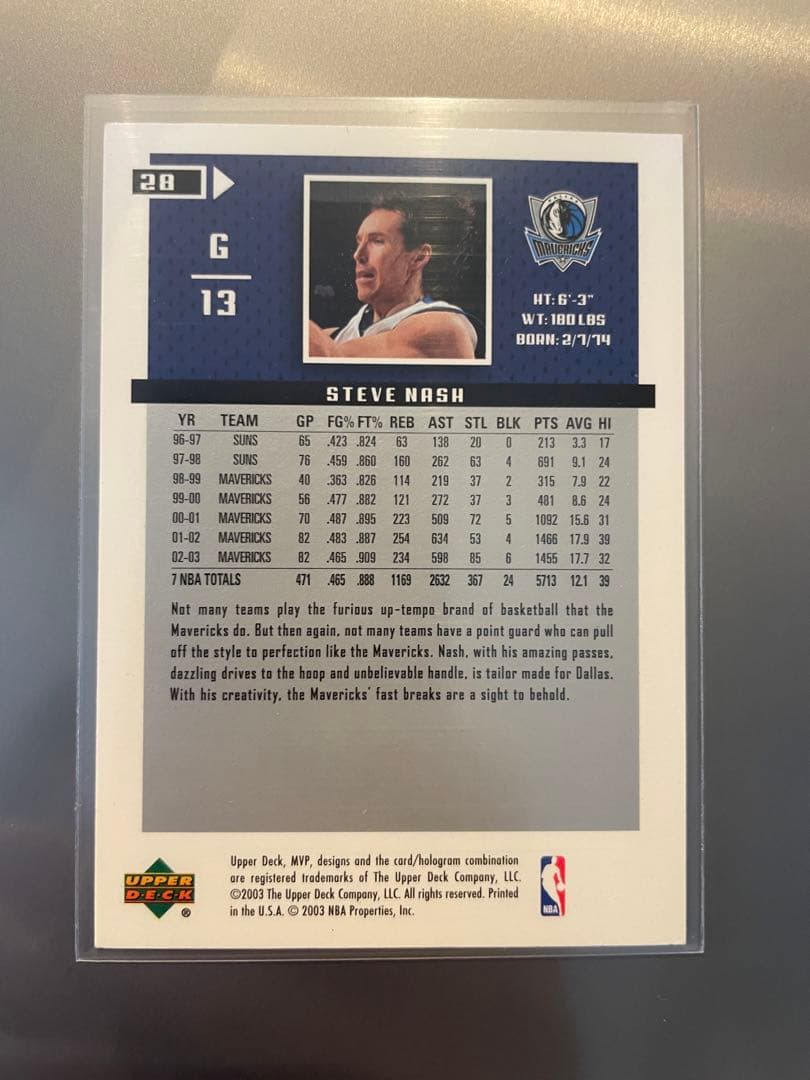 28
G
13
MAVERICKS
HT: 6'-3"
WT: 180 LBS
BORN: 2/7/74
STEVE NASH
YR TEAM GP FG% FT% REB AST STL BLK PTS AVG HI
96-97 SUNS 65 .423 .824 63 138 20 0 213 3.3 17
97-98 SUNS 76 .459 .860 160 262 63 4 691 9.1 24
98-99 MAVERICKS 40 .363 .826 114 219 37 2 315 7.9 22
99-00 MAVERICKS 56 .477 .882 121 272 37 3 481 8.6 24
00-01 MAVERICKS 70 .487 .895 223 509 72 5 1092 15.6 31
01-02 MAVERICKS 82 .483 .887 254 634 53 4 1466 17.9 39
02-03 MAVERICKS 82 .465 .909 234 598 85 6 1455 17.7 32
7 NBA TOTALS 471 .465 .888 1169 2632 367 24 5713 12.1 39
Not many teams play the furious up-tempo brand of basketball that the
Mavericks do. But then again, not many teams have a point guard who can pull
off the style to perfection like the Mavericks. Nash, with his amazing passes,
dazzling drives to the hoop and unbelievable handle, is tailor made for Dallas.
With his creativity, the Mavericks' fast breaks are a sight to behold.
UPPER
D·E·C·K
®
Upper Deck, MVP, designs and the card/hologram combination
are registered trademarks of The Upper Deck Company, LLC.
©2003 The Upper Deck Company, LLC. All rights reserved. Printed
in the U.S.A. © 2003 NBA Properties, Inc.
NBA